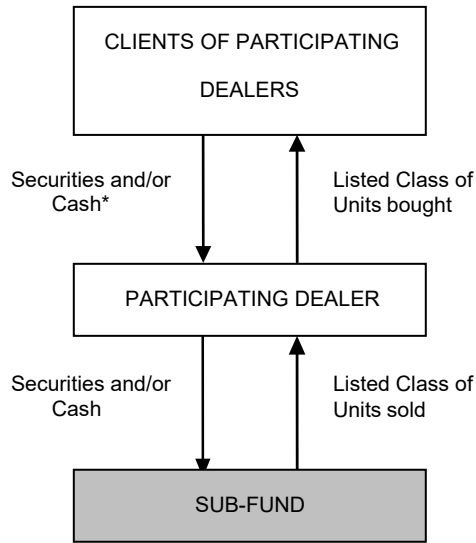 CLIENTS OF PARTICIPATING
DEALERS
Securities and/or
Cash*
Listed Class of
Units bought
PARTICIPATING DEALER
Securities and/or
Cash
Listed Class of
Units sold
SUB-FUND